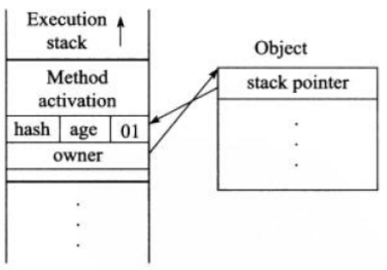 Execution
stack
Object
Method
activation
stack pointer
hash age 01
owner